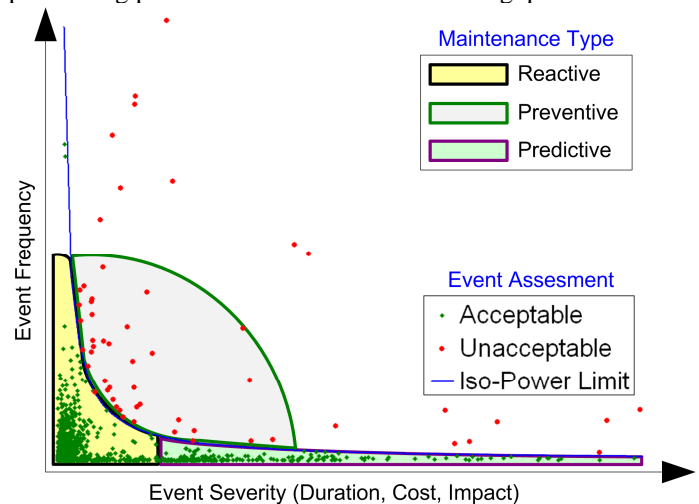 Maintenance Type
Reactive
Preventive
Predictive
Event Frequency
Event Assesment
Acceptable
Unacceptable
Iso-Power Limit
Event Severity (Duration, Cost, Impact)